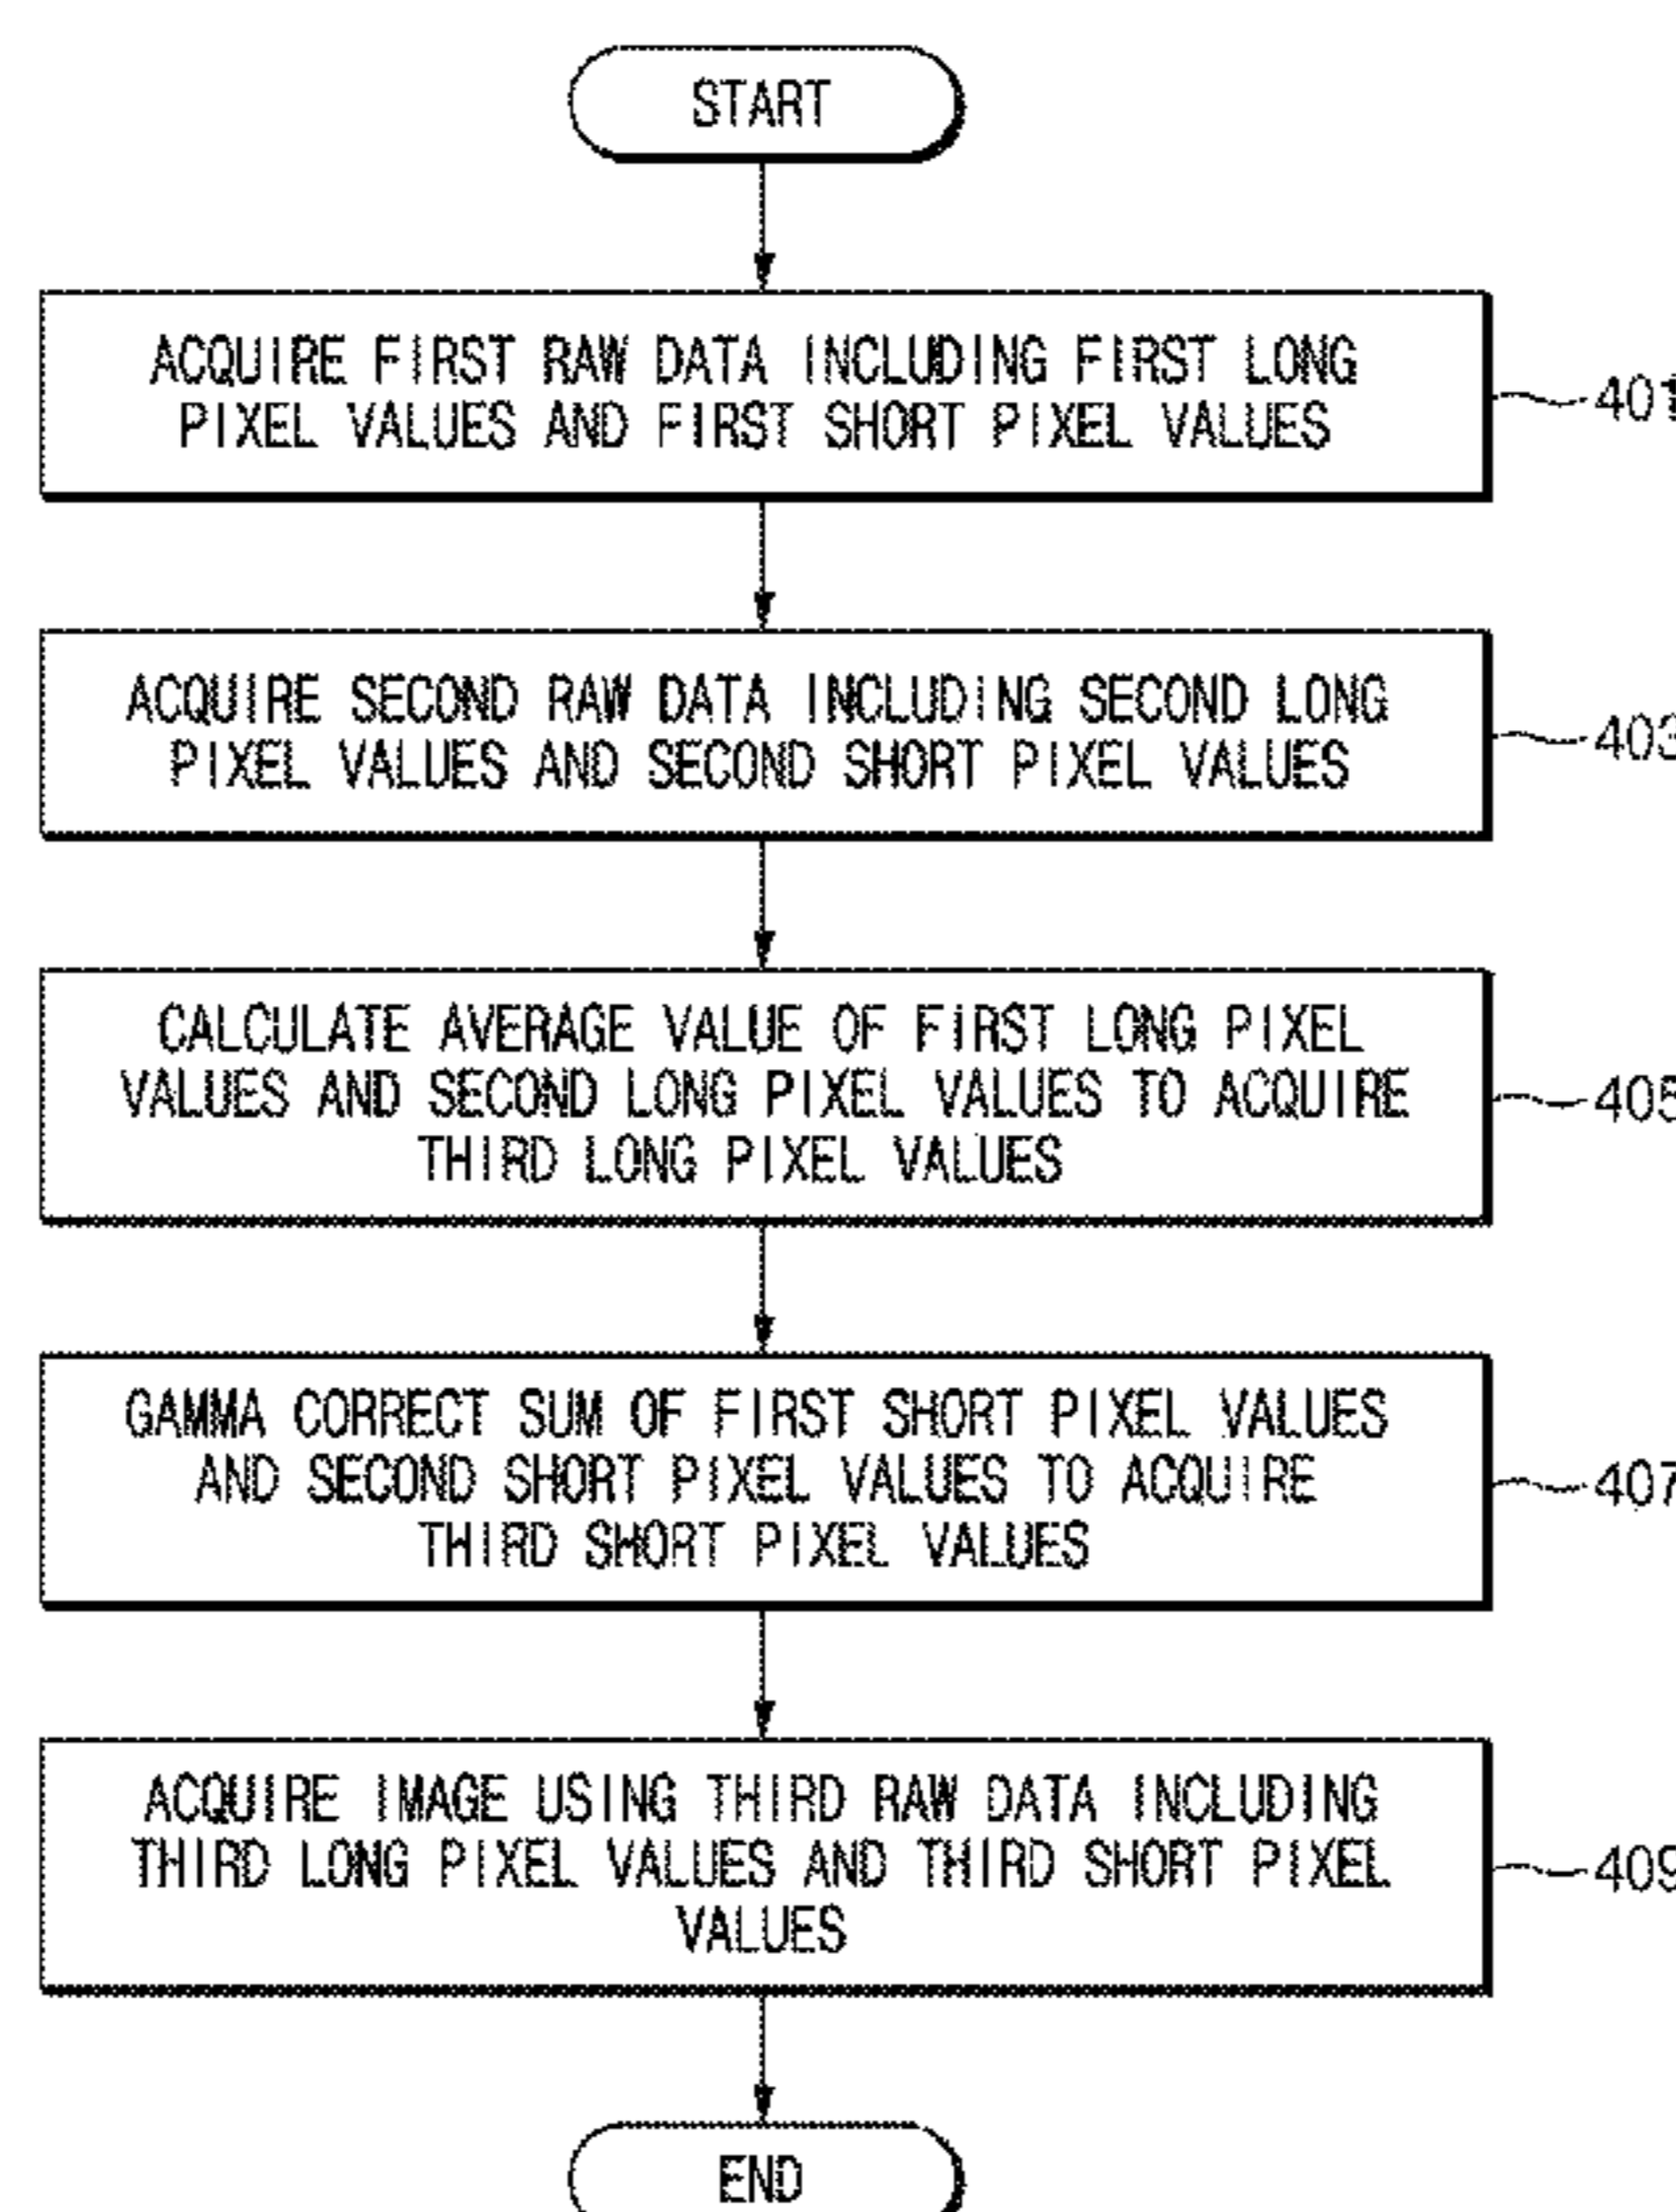 START
ACQUIRE FIRST RAW DATA INCLUDING FIRST LONG
PIXEL VALUES AND FIRST SHORT PIXEL VALUES
401
ACQUIRE SECOND RAW DATA INCLUDING SECOND LONG
PIXEL VALUES AND SECOND SHORT PIXEL VALUES
403
CALCULATE AVERAGE VALUE OF FIRST LONG PIXEL
VALUES AND SECOND LONG PIXEL VALUES TO ACQUIRE
THIRD LONG PIXEL VALUES
405
GAMMA CORRECT SUM OF FIRST SHORT PIXEL VALUES
AND SECOND SHORT PIXEL VALUES TO ACQUIRE
THIRD SHORT PIXEL VALUES
407
ACQUIRE IMAGE USING THIRD RAW DATA INCLUDING
THIRD LONG PIXEL VALUES AND THIRD SHORT PIXEL
VALUES
409
END